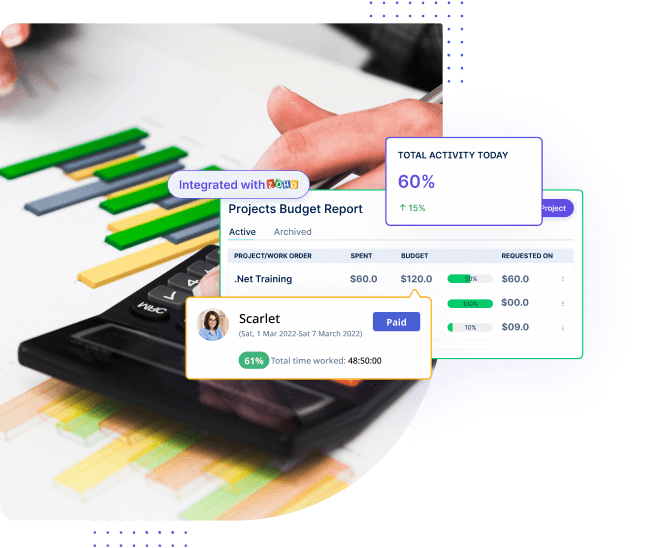 TOTAL ACTIVITY TODAY
60%
↑ 15%
Integrated with ZOHO
Projects Budget Report
Project
Active Archived
PROJECT/WORK ORDER SPENT BUDGET REQUESTED ON
.Net Training $60.0 $120.0 50% $60.0
100% $00.0
10% $09.0
Scarlet
Paid
(Sat, 1 Mar 2022-Sat 7 March 2022)
61% Total time worked: 48:50:00